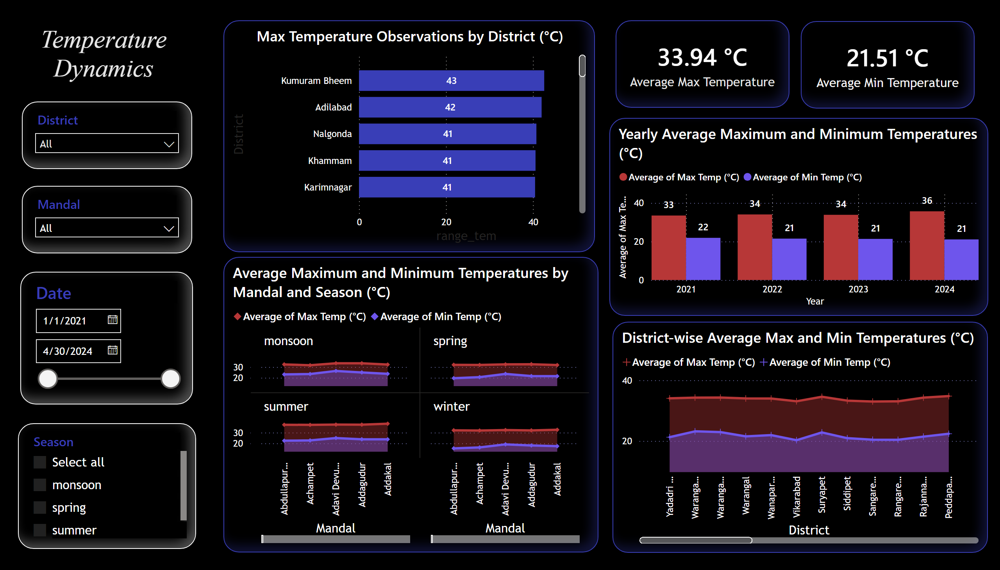 Temperature
Dynamics
District
All
Mandal
All
Date
1/1/2021
4/30/2024
Season
Select all
monsoon
spring
summer
Max Temperature Observations by District (°C)
District
Kumuram Bheem
43
Adilabad
42
Nalgonda
41
Khammam
41
Karimnagar
41
0 20 40
range_tem
33.94 °C
Average Max Temperature
21.51 °C
Average Min Temperature
Yearly Average Maximum and Minimum Temperatures
(°C)
Average of Max Temp (°C) Average of Min Temp (°C)
Average of Max Te...
40
20
0
33 22 34 21 34 21 36 21
2021 2022 2023 2024
Year
Average Maximum and Minimum Temperatures by
Mandal and Season (°C)
Average of Max Temp (°C) Average of Min Temp (°C)
monsoon
spring
30
20
summer
winter
30
20
Abdullapur... Achampet Adavi Devu... Addagudur Addakal
Abdullapur... Achampet Adavi Devu... Addagudur Addakal
Mandal
Mandal
District-wise Average Max and Min Temperatures (°C)
Average of Max Temp (°C) Average of Min Temp (°C)
40
20
Yadadri ... Waranga... Waranga... Warangal Wanapar... Vikarabad Suryapet Siddipet Sangare... Rangare... Rajanna... Peddapa...
District